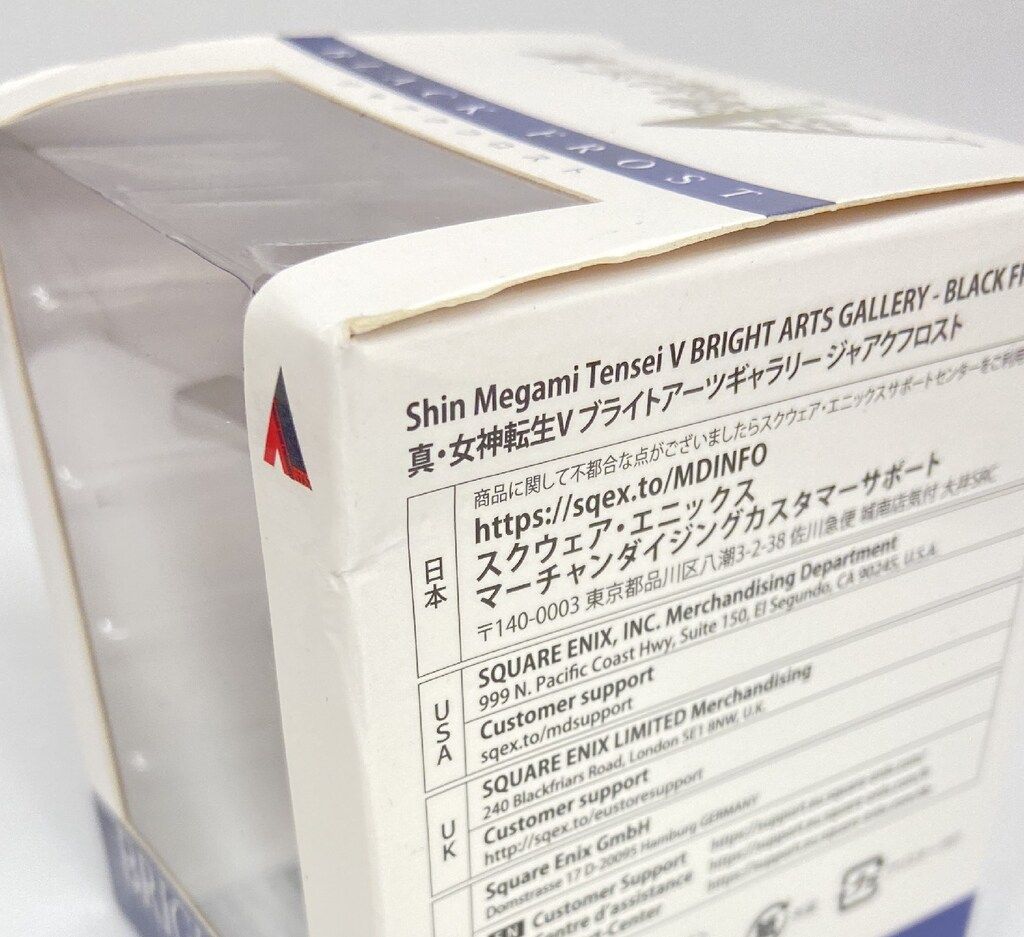 BLACK FROST
Shin Megami Tensei V BRIGHT ARTS GALLERY - BLACK
真・女神転生V ブライトアーツギャラリー ジャアクフロスト
商品に関して不都合な点がございましたらスクウェア・エニックスサポートセンターをご利用
日本
https://sqex.to/MDINFO
スクウェア・エニックス
マーチャンダイジングカスタマーサポート
〒140-0003 東京都品川区八潮3-2-38 佐川急便 城南店気付 大井SRC
USA
SQUARE ENIX, INC. Merchandising Department
999 N. Pacific Coast Hwy, Suite 150, El Segundo, CA 90245, U.S.A.
Customer support
sqex.to/mdsupport
UK
SQUARE ENIX LIMITED Merchandising
240 Blackfriars Road, London SE1 8NW, U.K.
Customer support
http://sqex.to/eustoresupport
Square Enix GmbH
Domstrasse 17 D-20095 Hamburg GERMANY
EN Customer Support
Centre d'assistance